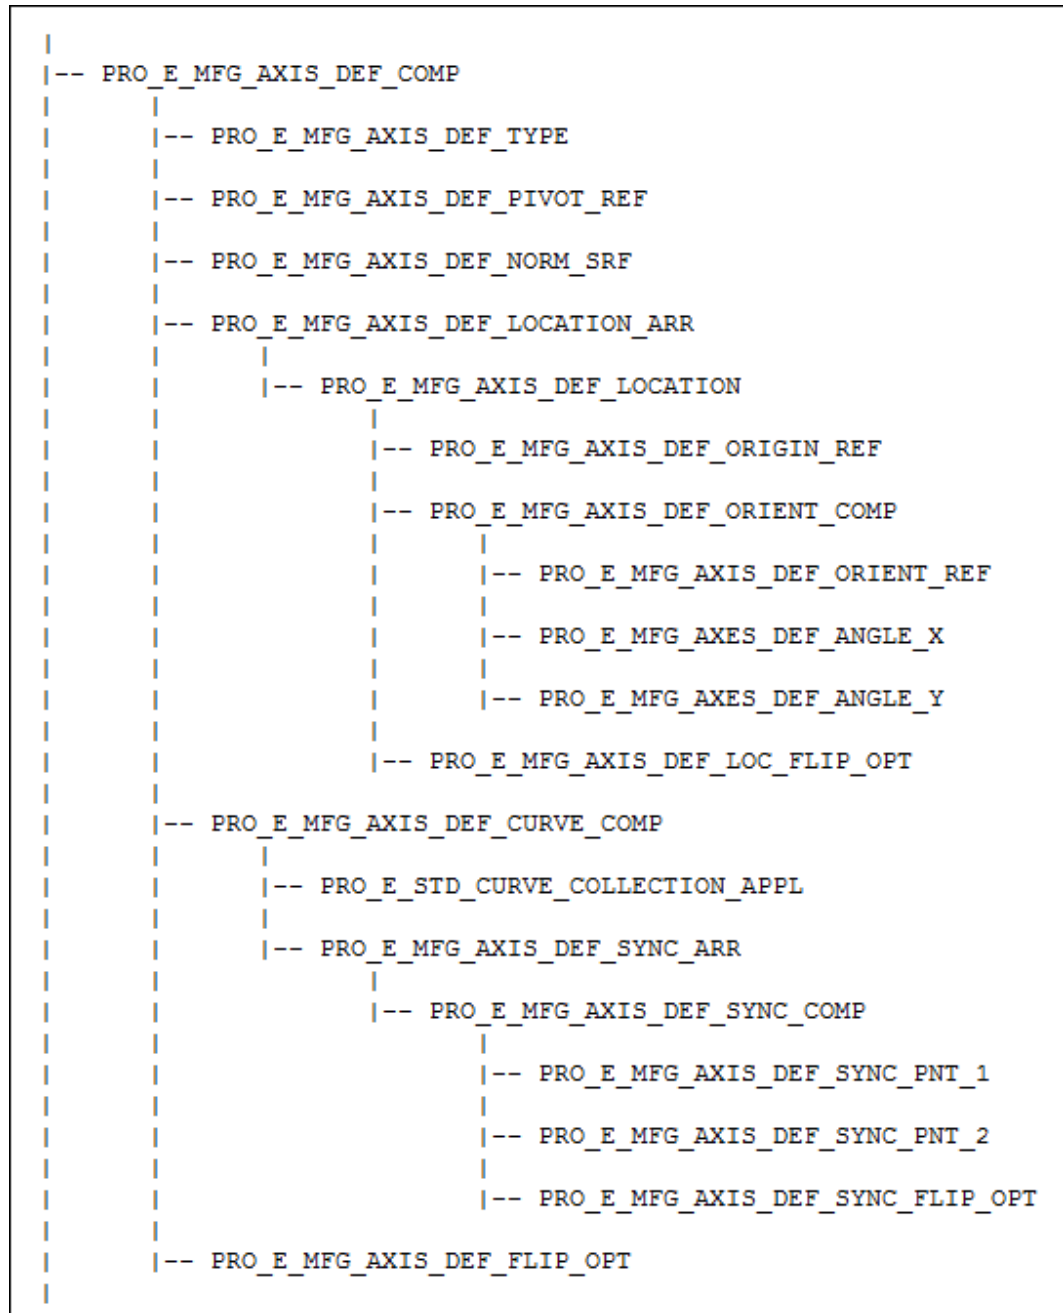 |
|-- PRO_E_MFG_AXIS_DEF_COMP
|      |
|      |-- PRO_E_MFG_AXIS_DEF_TYPE
|      |
|      |-- PRO_E_MFG_AXIS_DEF_PIVOT_REF
|      |
|      |-- PRO_E_MFG_AXIS_DEF_NORM_SRF
|      |
|      |-- PRO_E_MFG_AXIS_DEF_LOCATION_ARR
|      |      |
|      |      |-- PRO_E_MFG_AXIS_DEF_LOCATION
|      |             |
|      |             |-- PRO_E_MFG_AXIS_DEF_ORIGIN_REF
|      |             |
|      |             |-- PRO_E_MFG_AXIS_DEF_ORIENT_COMP
|      |             |      |
|      |             |      |-- PRO_E_MFG_AXIS_DEF_ORIENT_REF
|      |             |      |
|      |             |      |-- PRO_E_MFG_AXES_DEF_ANGLE_X
|      |             |      |
|      |             |      |-- PRO_E_MFG_AXES_DEF_ANGLE_Y
|      |             |
|      |             |-- PRO_E_MFG_AXIS_DEF_LOC_FLIP_OPT
|      |
|      |-- PRO_E_MFG_AXIS_DEF_CURVE_COMP
|      |      |
|      |      |-- PRO_E_STD_CURVE_COLLECTION_APPL
|      |      |
|      |      |-- PRO_E_MFG_AXIS_DEF_SYNC_ARR
|      |             |
|      |             |-- PRO_E_MFG_AXIS_DEF_SYNC_COMP
|      |                    |
|      |                    |-- PRO_E_MFG_AXIS_DEF_SYNC_PNT_1
|      |                    |
|      |                    |-- PRO_E_MFG_AXIS_DEF_SYNC_PNT_2
|      |                    |
|      |                    |-- PRO_E_MFG_AXIS_DEF_SYNC_FLIP_OPT
|      |
|      |-- PRO_E_MFG_AXIS_DEF_FLIP_OPT
|